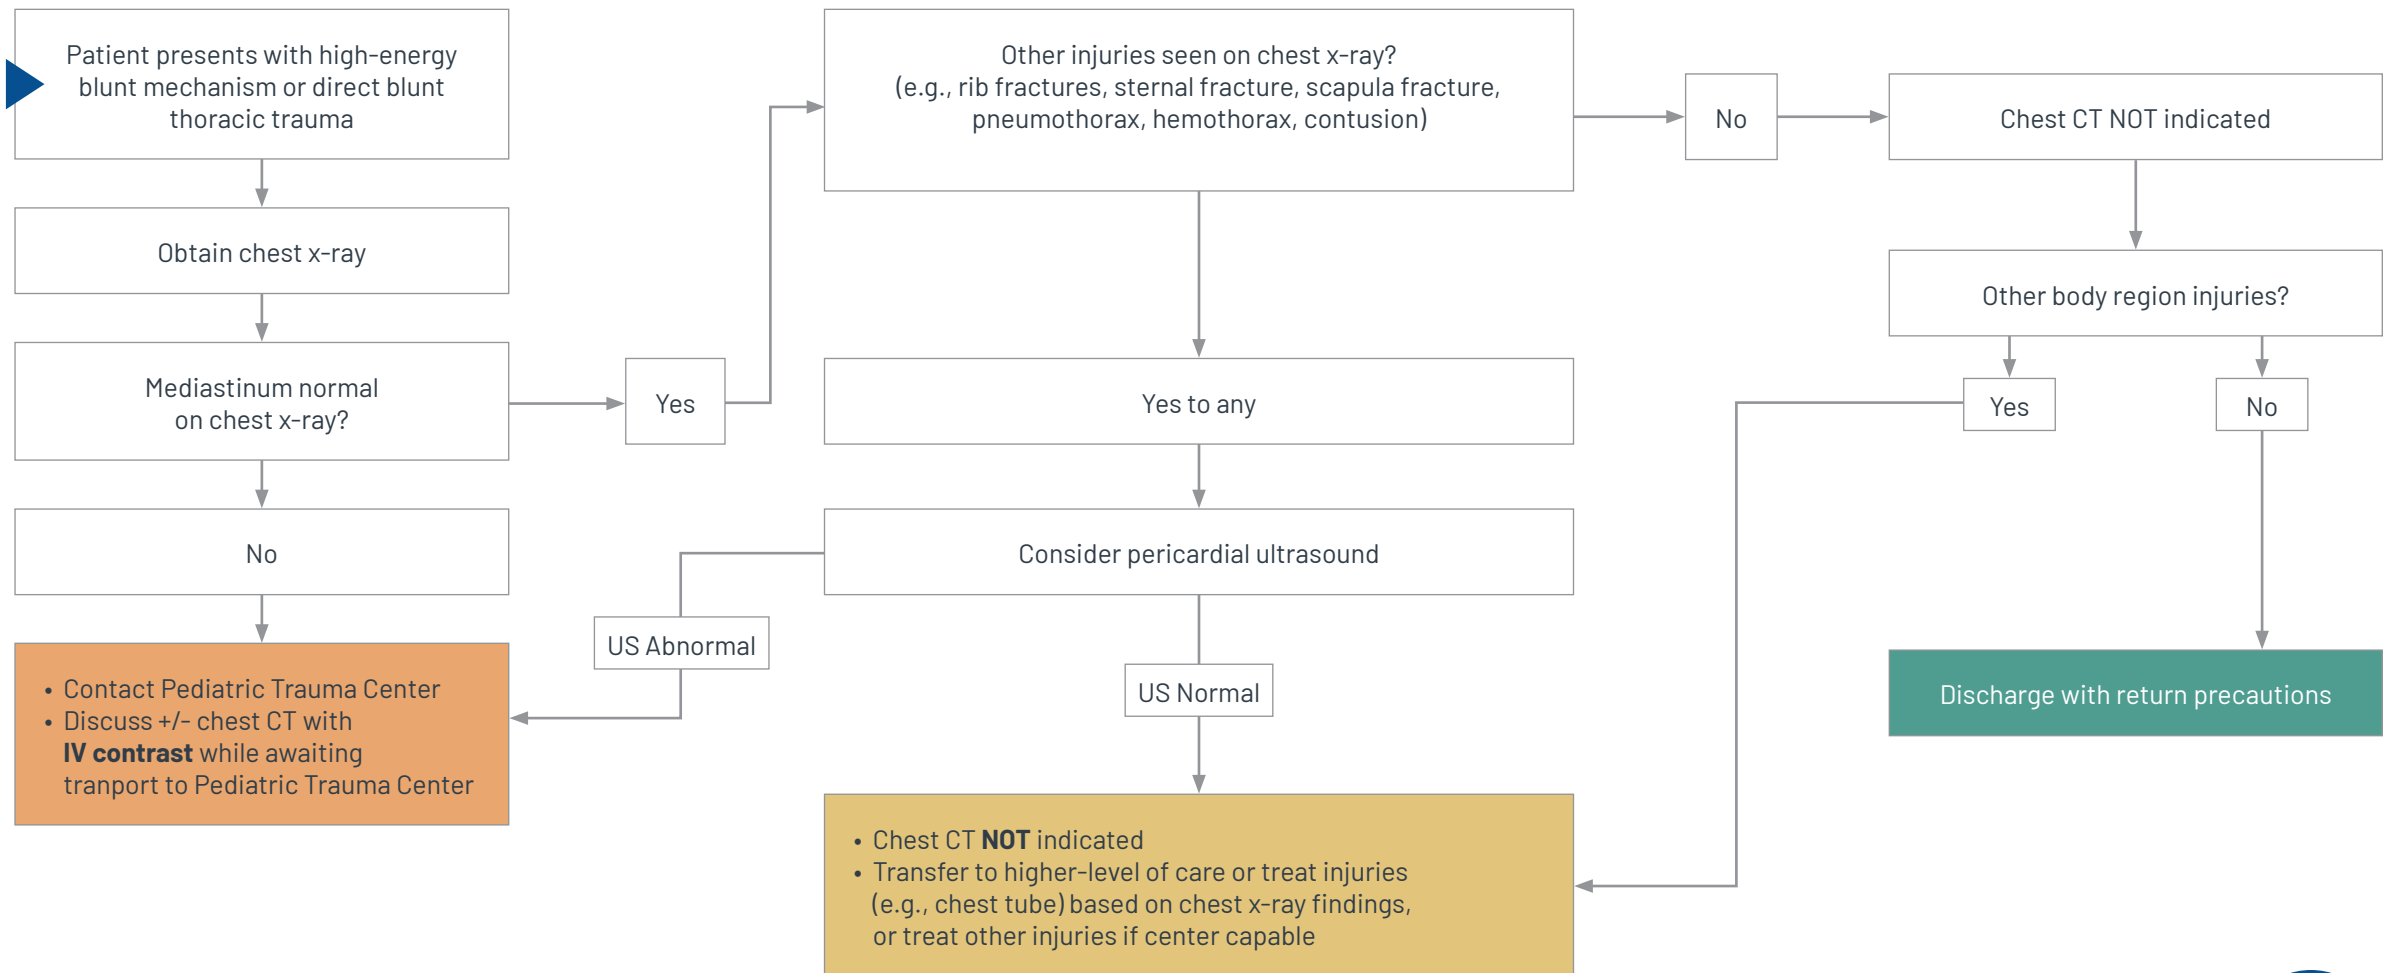 Patient presents with high-energy
blunt mechanism or direct blunt
thoracic trauma
Obtain chest x-ray
Mediastinum normal
on chest x-ray?
Yes
No
• Contact Pediatric Trauma Center
• Discuss +/- chest CT with
IV contrast while awaiting
tranport to Pediatric Trauma Center
Other injuries seen on chest x-ray?
(e.g., rib fractures, sternal fracture, scapula fracture,
pneumothorax, hemothorax, contusion)
Yes to any
Consider pericardial ultrasound
US Abnormal
US Normal
• Chest CT NOT indicated
• Transfer to higher-level of care or treat injuries
(e.g., chest tube) based on chest x-ray findings,
or treat other injuries if center capable
No
Chest CT NOT indicated
Other body region injuries?
Yes
No
Discharge with return precautions